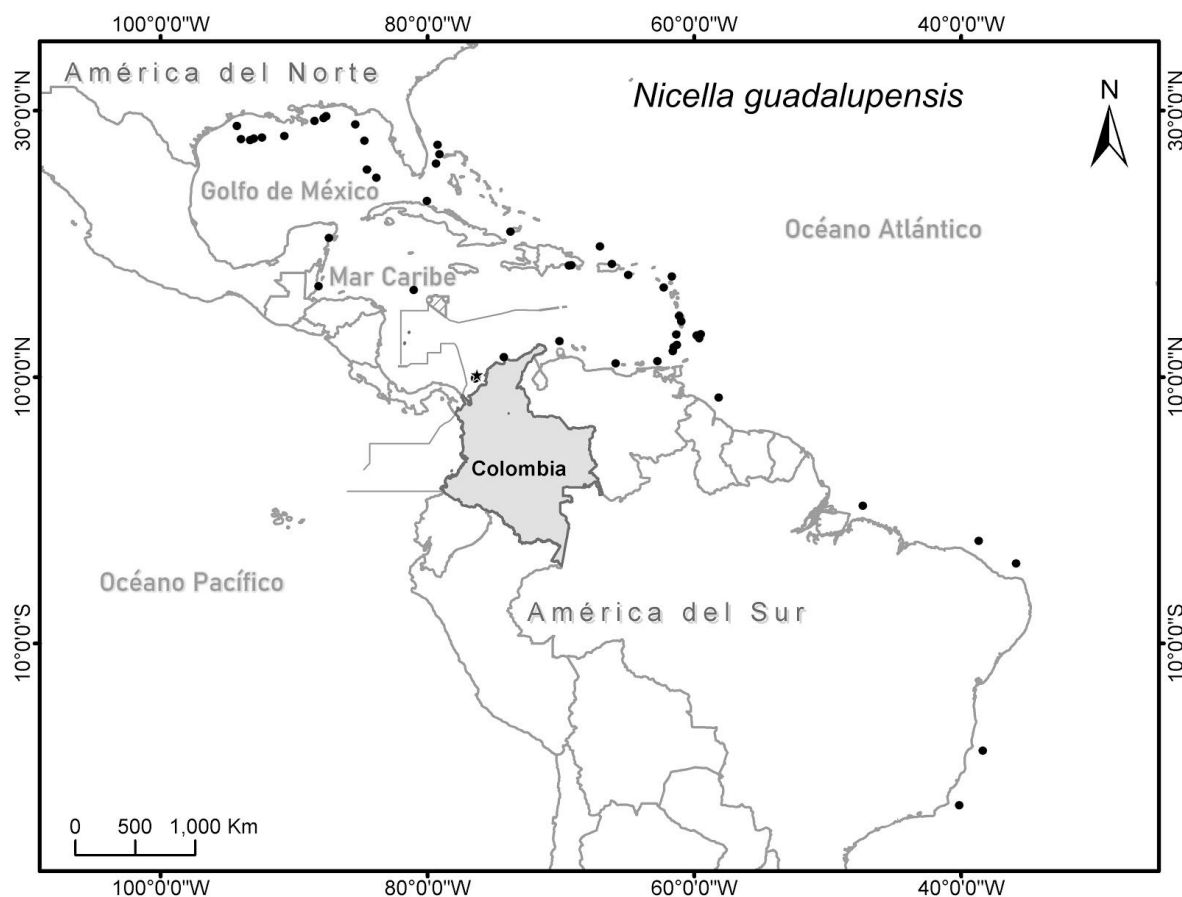 100°0'0"W 80°0'0"W 60°0'0"W 40°0'0"W
América del Norte
Nicella guadalupensis
N
30°0'0"N
30°0'0"N
Golfo de México
Océano Atlántico
Mar Caribe
10°0'0"N
10°0'0"N
Colombia
Océano Pacífico
América del Sur
10°0'0"S
10°0'0"S
0 500 1,000 Km
100°0'0"W 80°0'0"W 60°0'0"W 40°0'0"W